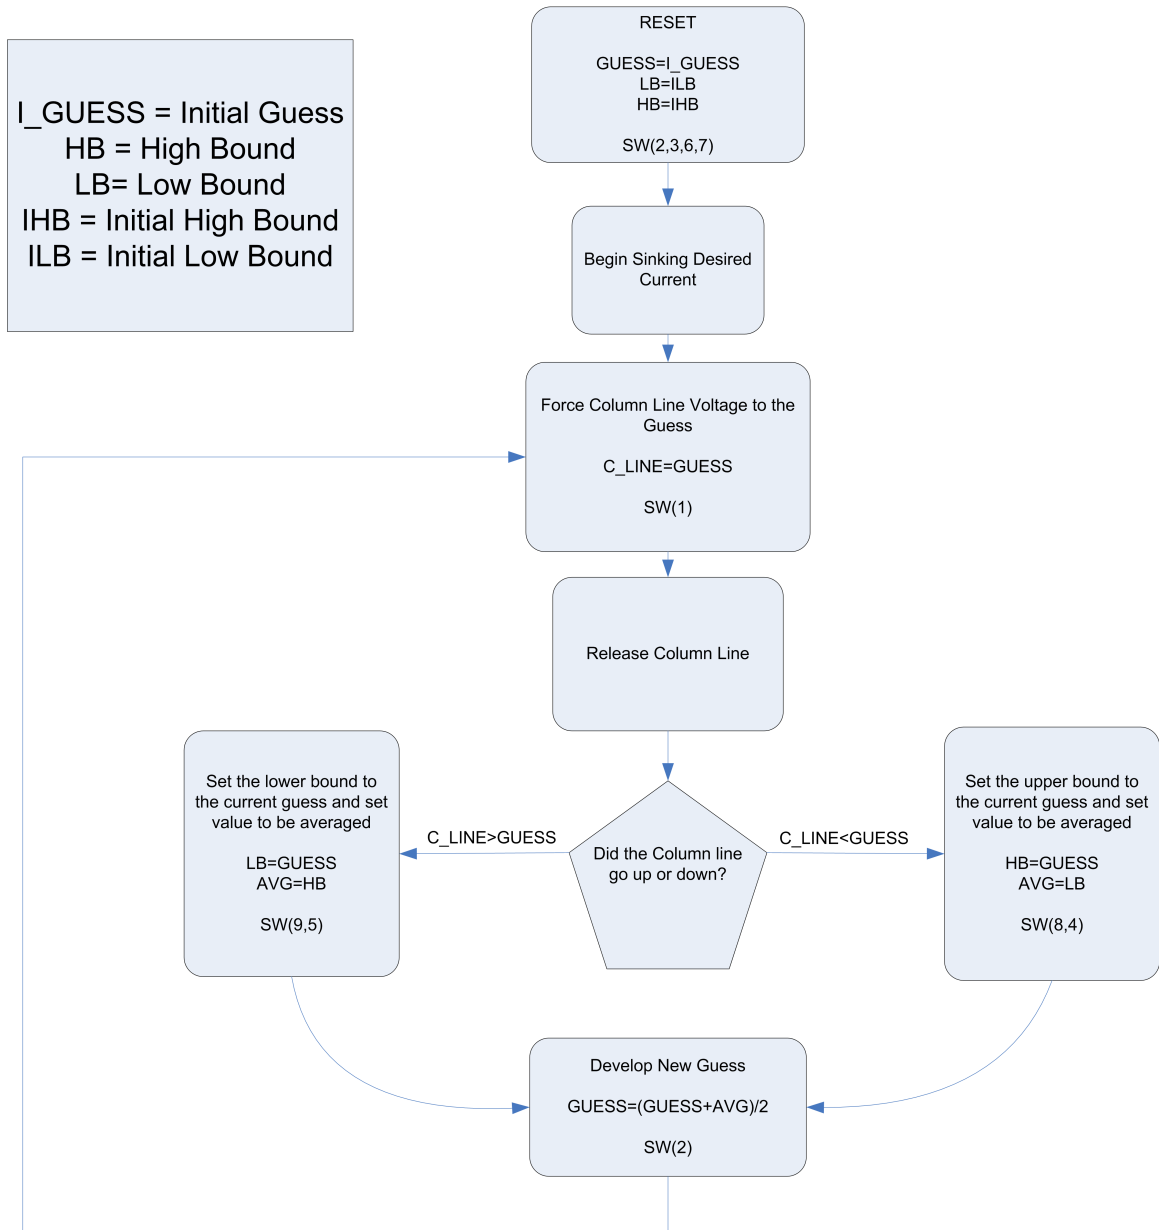 I_GUESS = Initial Guess
HB = High Bound
LB= Low Bound
IHB = Initial High Bound
ILB = Initial Low Bound
RESET
GUESS=I_GUESS
LB=ILB
HB=IHB
SW(2,3,6,7)
Begin Sinking Desired
Current
Force Column Line Voltage to the
Guess
C_LINE=GUESS
SW(1)
Release Column Line
Did the Column line
go up or down?
C_LINE>GUESS
C_LINE<GUESS
Set the lower bound to
the current guess and set
value to be averaged
LB=GUESS
AVG=HB
SW(9,5)
Set the upper bound to
the current guess and set
value to be averaged
HB=GUESS
AVG=LB
SW(8,4)
Develop New Guess
GUESS=(GUESS+AVG)/2
SW(2)